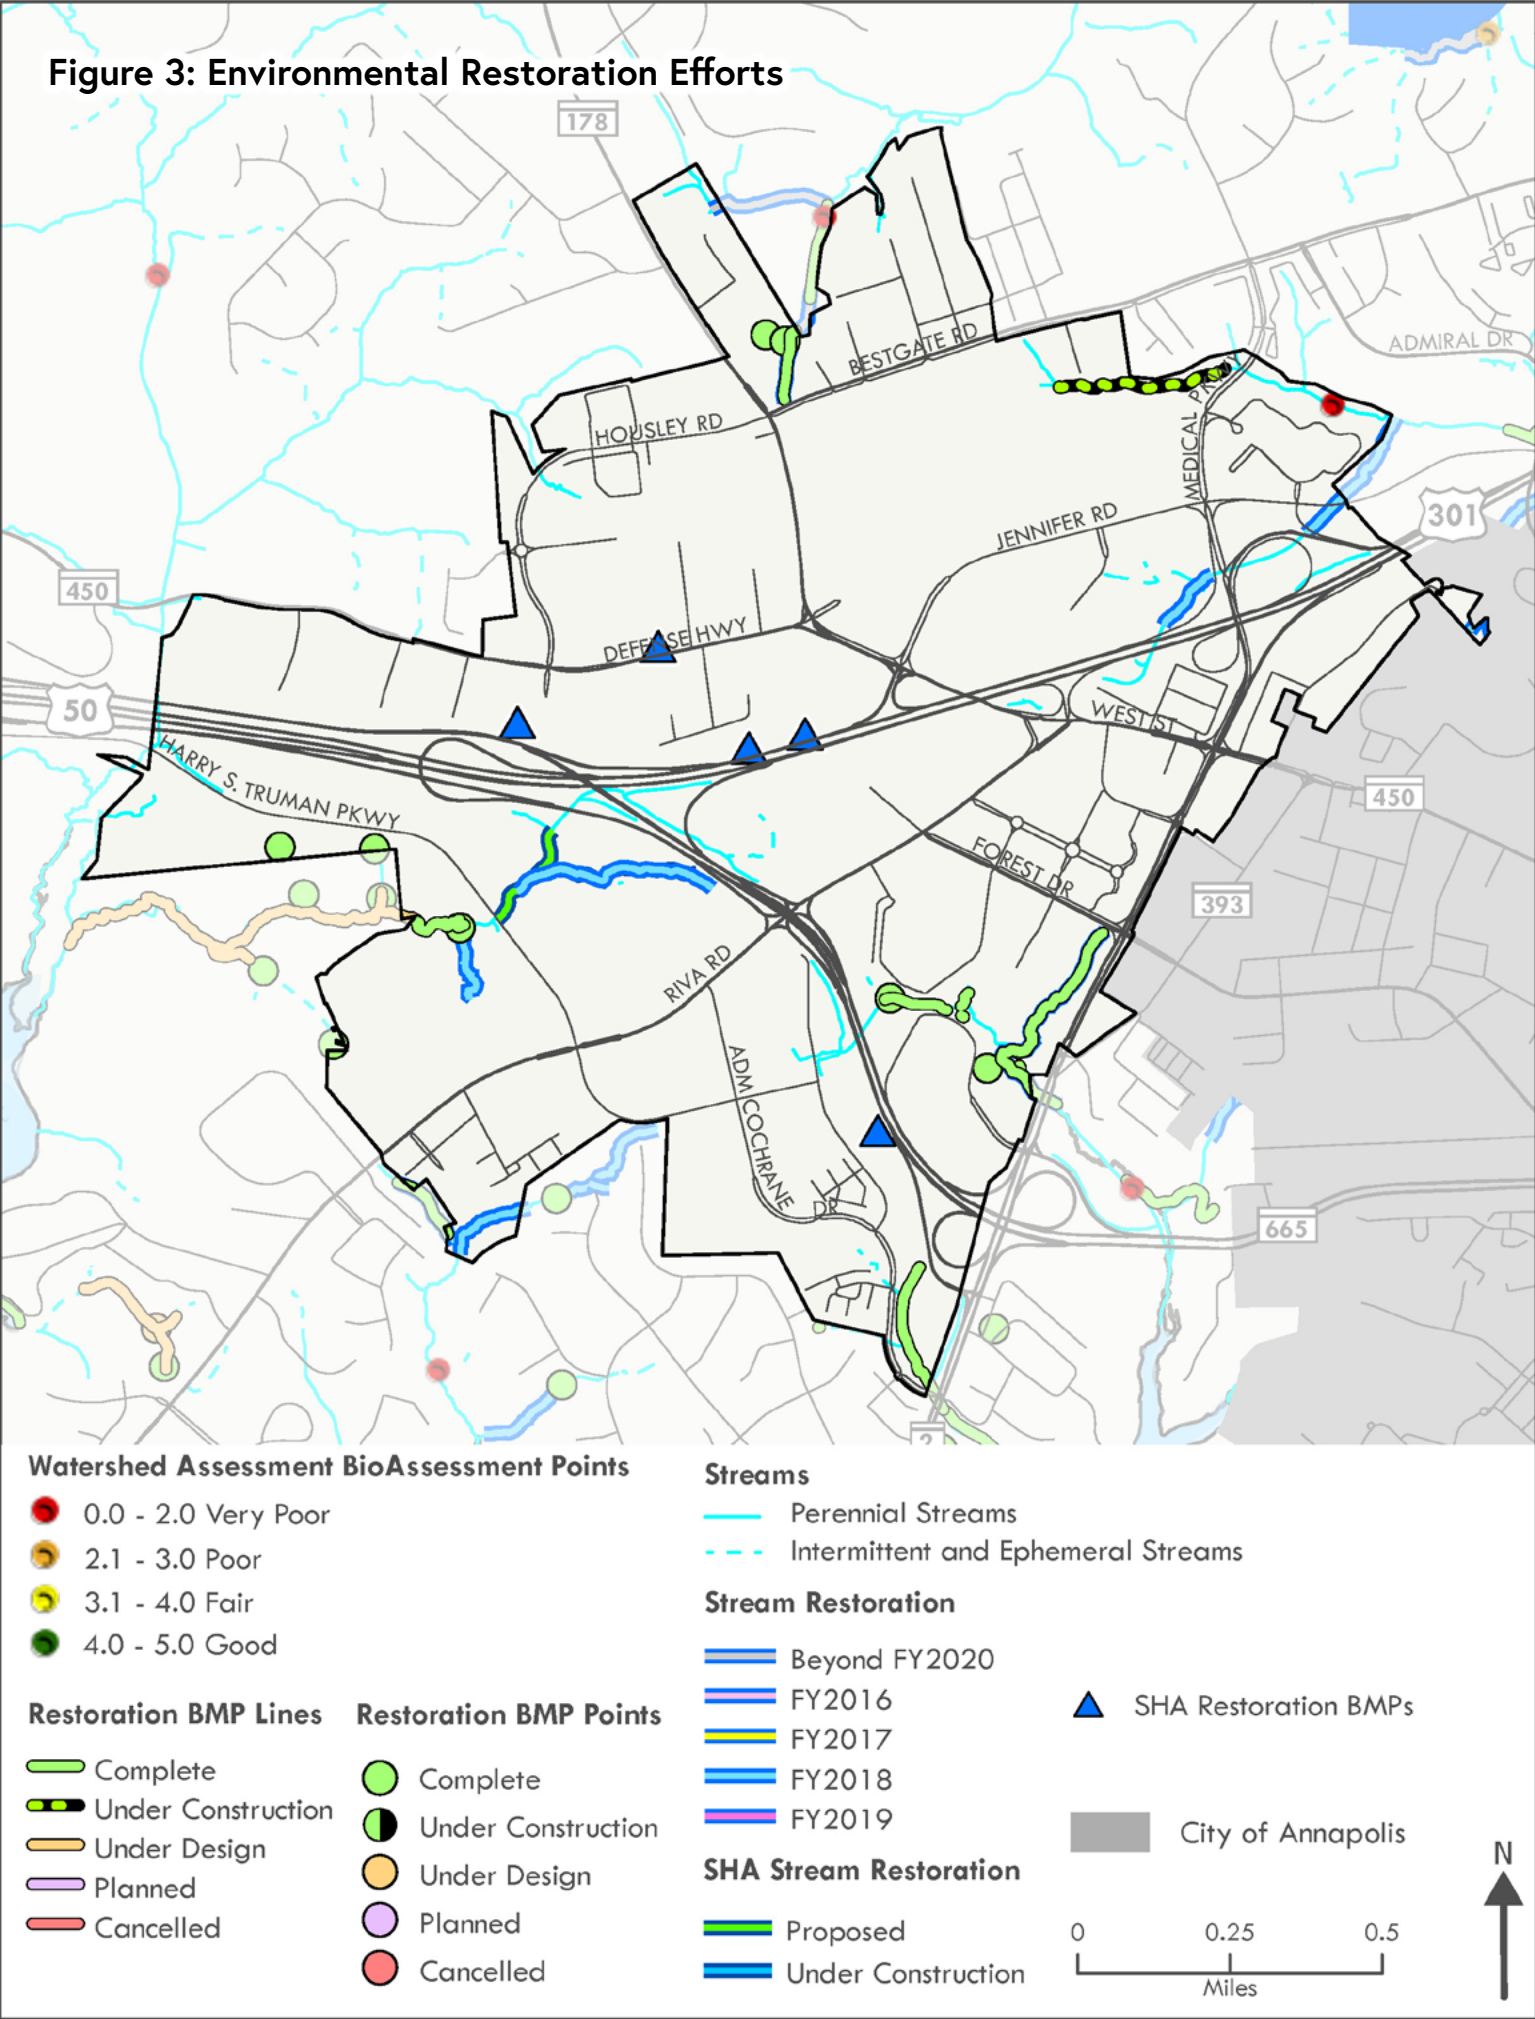 Figure 3: Environmental Restoration Efforts
178
ADMIRAL DR
BESTGATE RD
HOUSLEY RD
MEDICAL PKWY
301
JENNIFER RD
450
DEFENSE HWY
50
WEST ST
HARRY S. TRUMAN PKWY
450
FOREST DR
393
RIVA RD
ADM COCHRANE DR
665
2
Watershed Assessment BioAssessment Points
0.0 - 2.0 Very Poor
2.1 - 3.0 Poor
3.1 - 4.0 Fair
4.0 - 5.0 Good
Restoration BMP Lines
Complete
Under Construction
Under Design
Planned
Cancelled
Restoration BMP Points
Complete
Under Construction
Under Design
Planned
Cancelled
Streams
Perennial Streams
Intermittent and Ephemeral Streams
Stream Restoration
Beyond FY2020
FY2016
FY2017
FY2018
FY2019
SHA Stream Restoration
Proposed
Under Construction
SHA Restoration BMPs
City of Annapolis
N
0 0.25 0.5
Miles